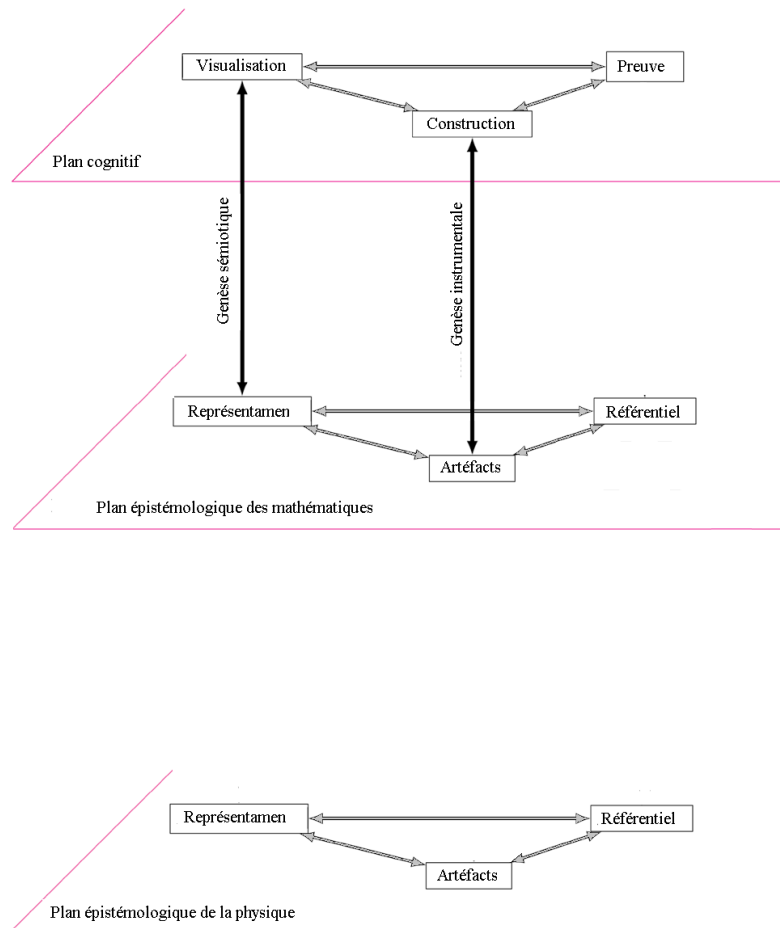 Visualisation
Preuve
Construction
Plan cognitif
Genèse sémiotique
Genèse instrumentale
Représentamen
Référentiel
Artéfacts
Plan épistémologique des mathématiques
Représentamen
Référentiel
Artéfacts
Plan épistémologique de la physique